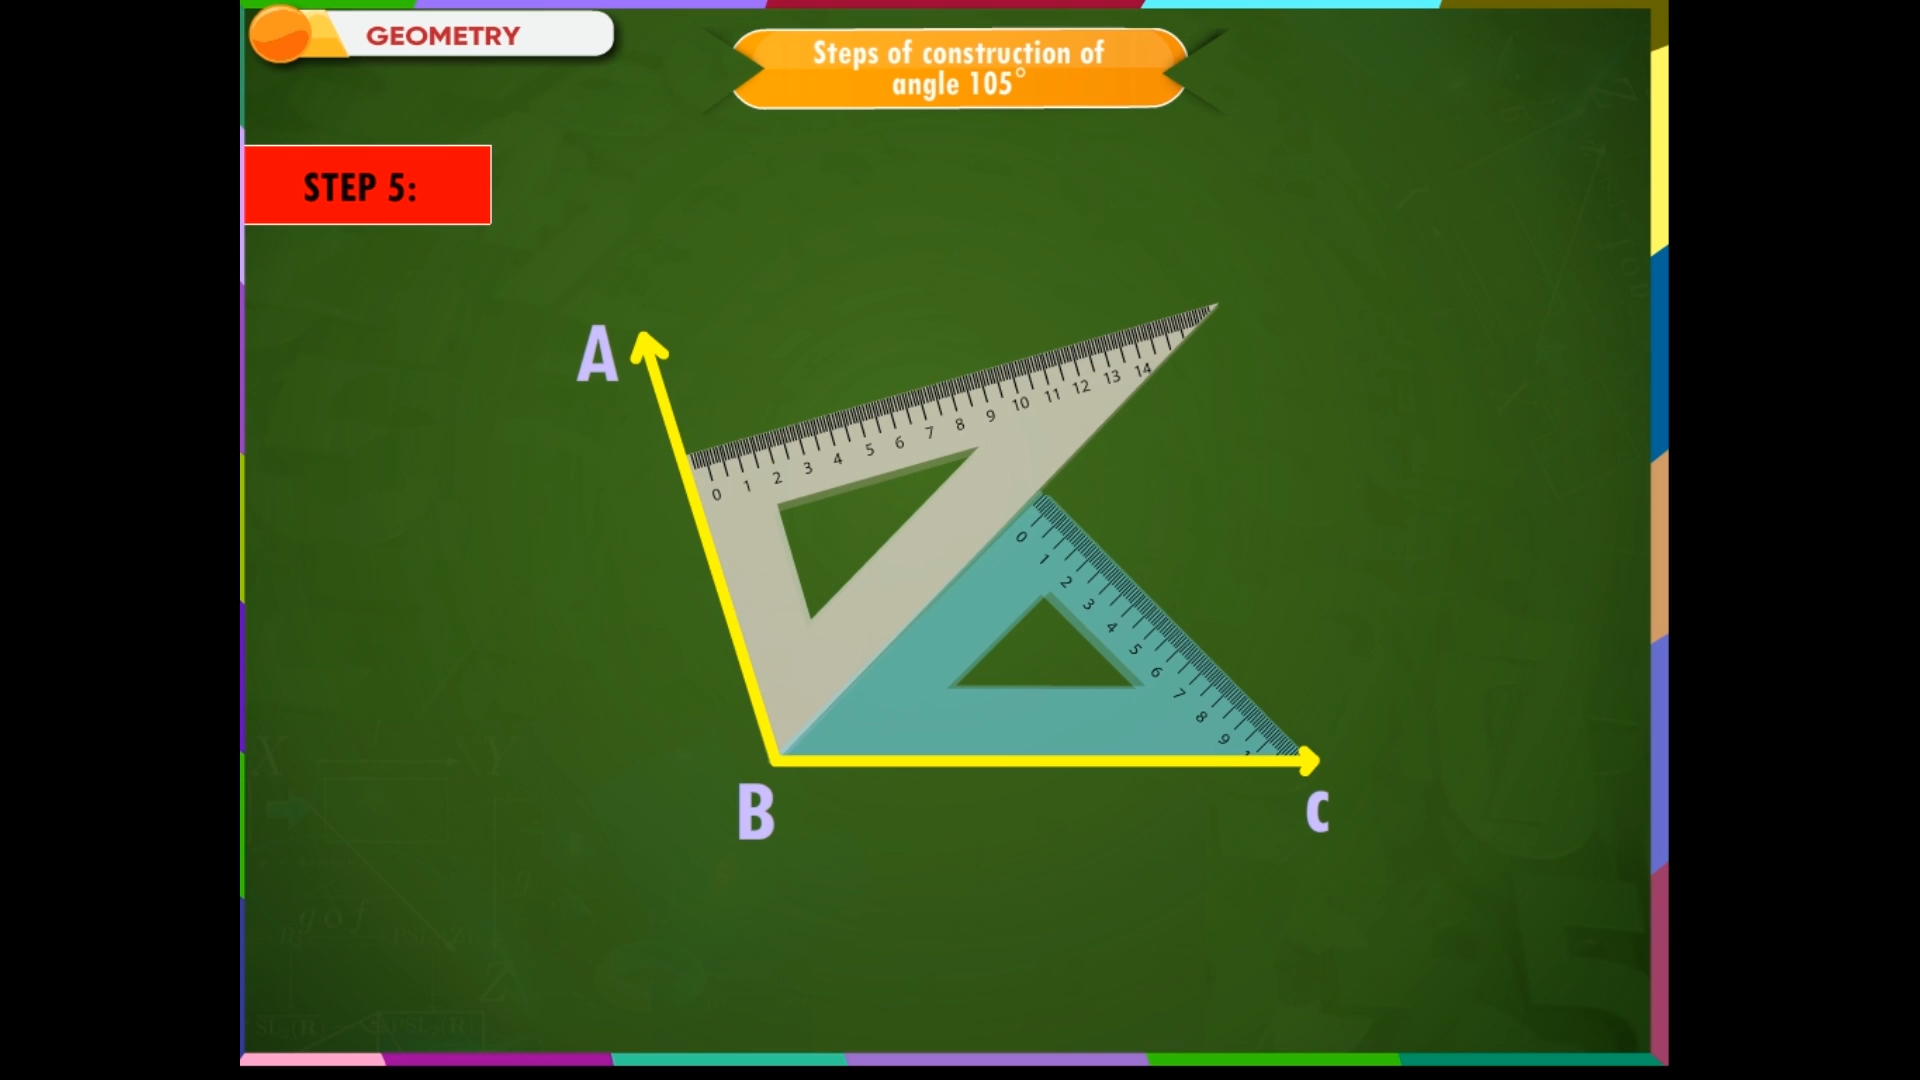 GEOMETRY
Steps of construction of
angle 105°
STEP 5:
A
0 1 2 3 4 5 6 7 8 9 10 11 12 13 14
0 1 2 3 4 5 6 7 8 9
B
c